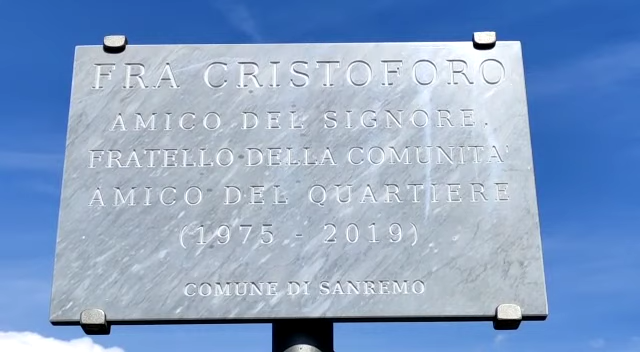 FRA CRISTOFORO
AMICO DEL SIGNORE.
FRATELLO DELLA COMUNITA'
AMICO DEL QUARTIERE
(1975 - 2019)
COMUNE DI SANREMO